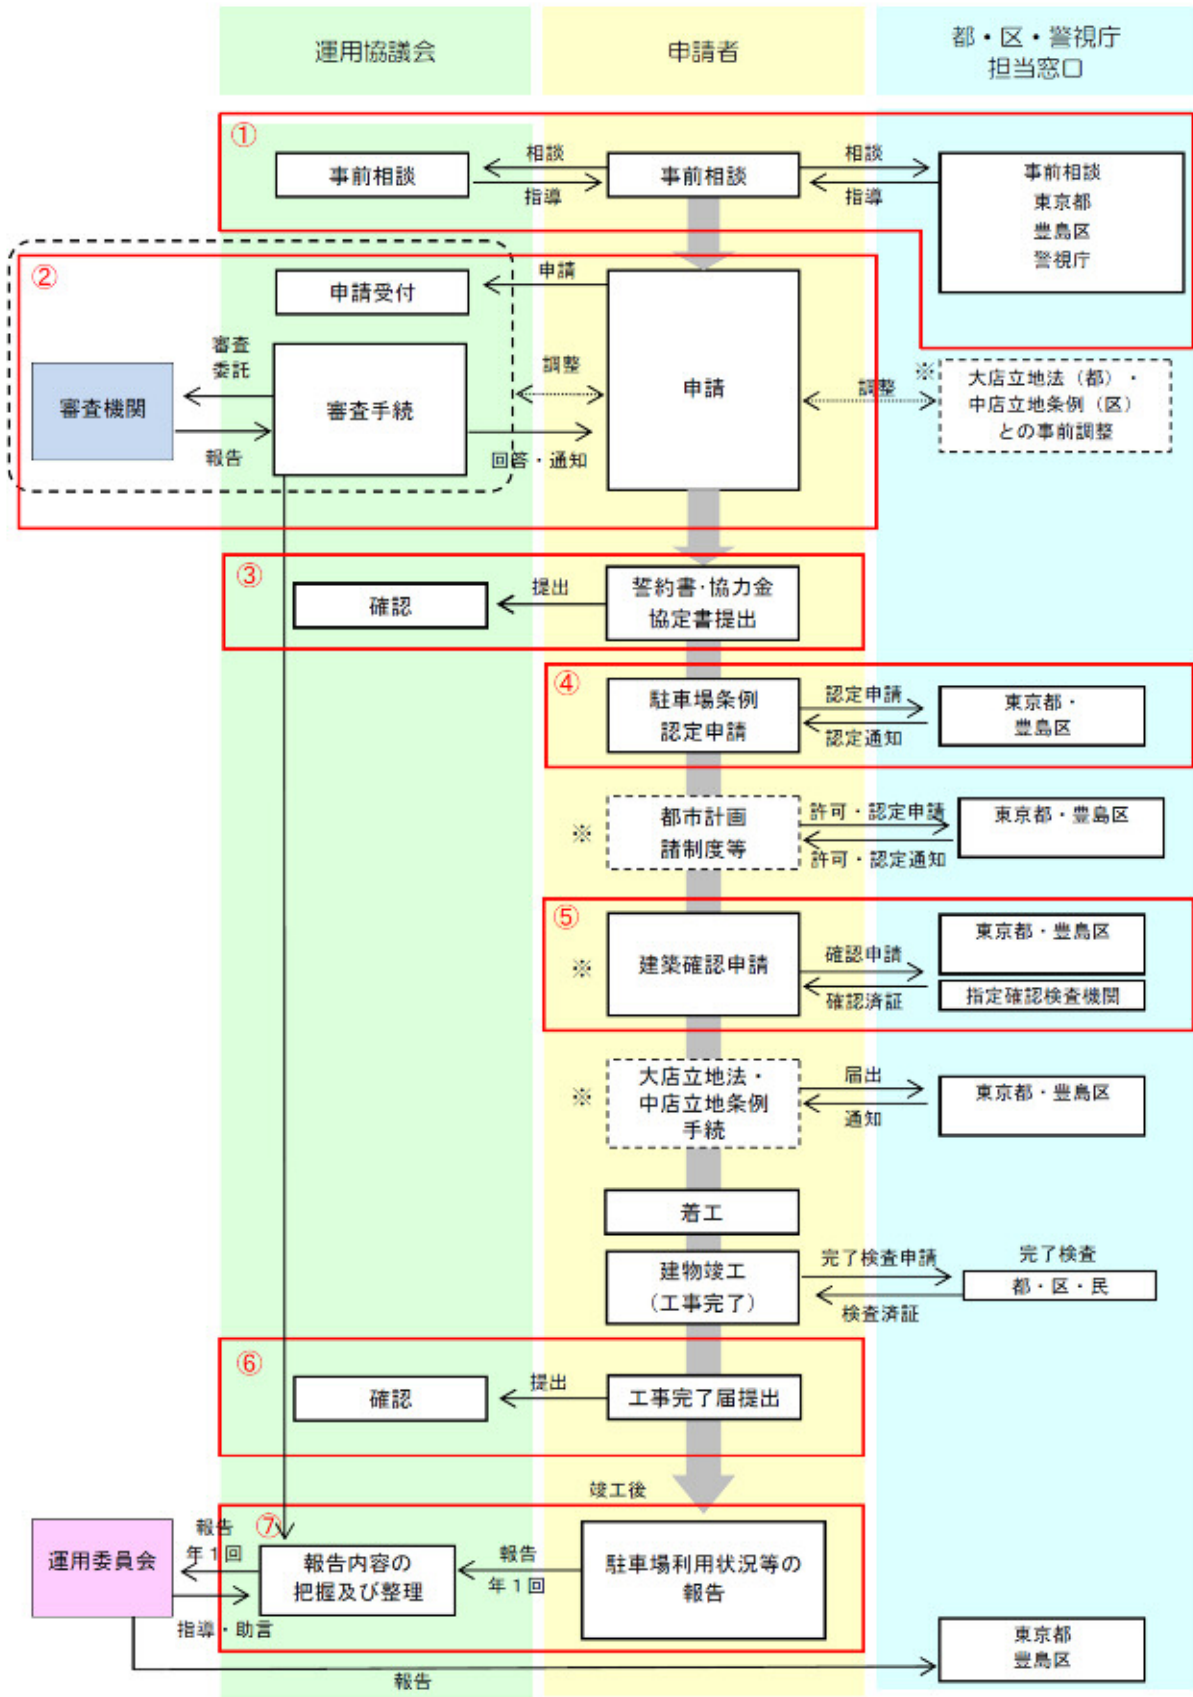 運用協議会
申請者
都・区・警視庁
担当窓口
①
事前相談
相談
指導
事前相談
相談
指導
事前相談
東京都
豊島区
警視庁
②
申請受付
申請
審査
委託
審査機関
報告
審査手続
調整
回答・通知
申請
調整
※
大店立地法（都）・
中店立地条例（区）
との事前調整
③
確認
提出
誓約書・協力金
協定書提出
④
駐車場条例
認定申請
認定申請
認定通知
東京都・
豊島区
※
都市計画
諸制度等
許可・認定申請
許可・認定通知
東京都・豊島区
⑤
※
建築確認申請
確認申請
確認済証
東京都・豊島区
指定確認検査機関
※
大店立地法・
中店立地条例
手続
届出
通知
東京都・豊島区
着工
建物竣工
（工事完了）
完了検査申請
検査済証
完了検査
都・区・民
⑥
確認
提出
工事完了届提出
竣工後
⑦
運用委員会
報告
年１回
指導・助言
報告内容の
把握及び整理
報告
年１回
駐車場利用状況等の
報告
報告
東京都
豊島区